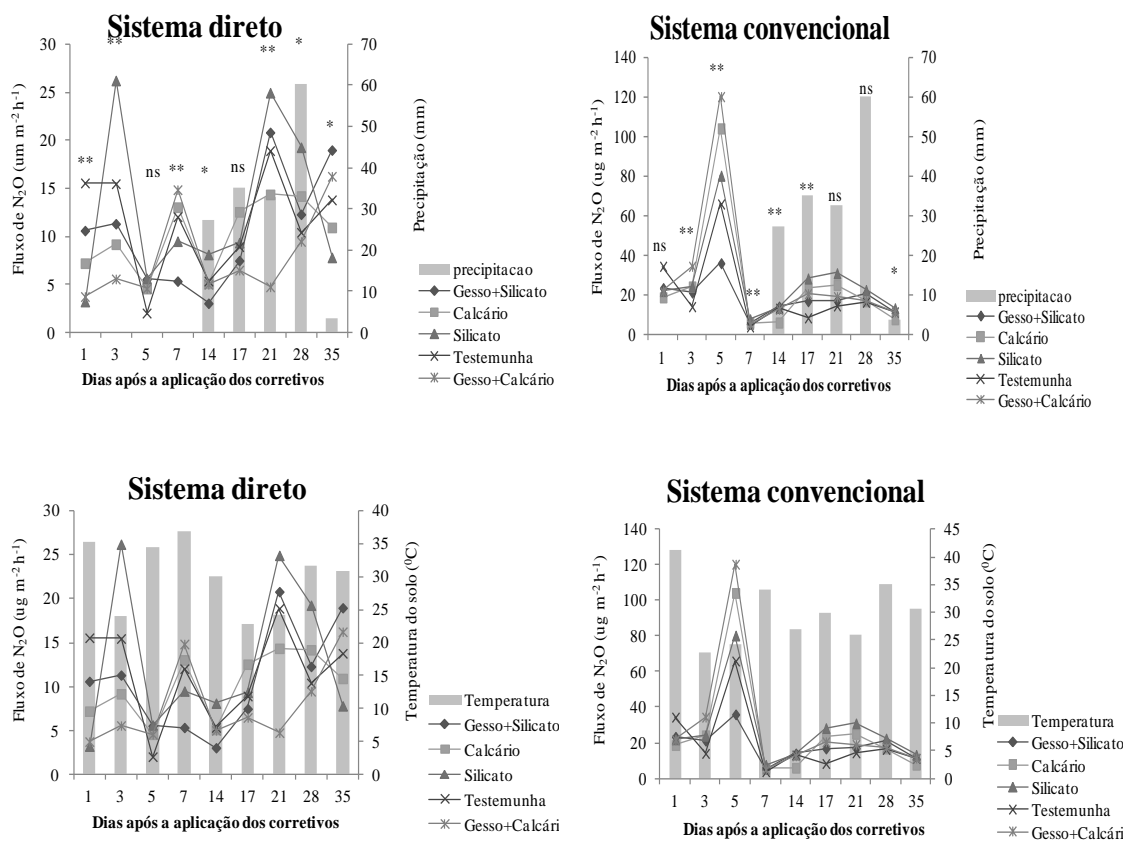 Sistema direto
Fluxo de N₂O (um m⁻² h⁻¹)
30
25
20
15
10
5
0
** ** ns ** * ns ** * *
70
60
50
40
30
20
10
0
Precipitação (mm)
1 3 5 7 14 17 21 28 35
Dias após a aplicação dos corretivos
precipitacao
Gesso+Silicato
Calcário
Silicato
Testemunha
Gesso+Calcário
Sistema convencional
Fluxo de N₂O (ug m⁻² h⁻¹)
140
120
100
80
60
40
20
0
ns ** ** ** ** ** ns ns *
70
60
50
40
30
20
10
0
Precipitação (mm)
1 3 5 7 14 17 21 28 35
Dias após a aplicação dos corretivos
precipitacao
Gesso+Silicato
Calcário
Silicato
Testemunha
Gesso+Calcário
Sistema direto
Fluxo de N₂O (ug m⁻² h⁻¹)
30
25
20
15
10
5
0
40
35
30
25
20
15
10
5
0
Temperatura do solo (⁰C)
1 3 5 7 14 17 21 28 35
Dias após a aplicação dos corretivos
Temperatura
Gesso+Silicato
Calcário
Silicato
Testemunha
Gesso+Calcári
Sistema convencional
Fluxo de N₂O (ug m⁻² h⁻¹)
140
120
100
80
60
40
20
0
45
40
35
30
25
20
15
10
5
0
Temperatura do solo (⁰C)
1 3 5 7 14 17 21 28 35
Dias após a aplicação dos corretivos
Temperatura
Gesso+Silicato
Calcário
Silicato
Testemunha
Gesso+Calcári